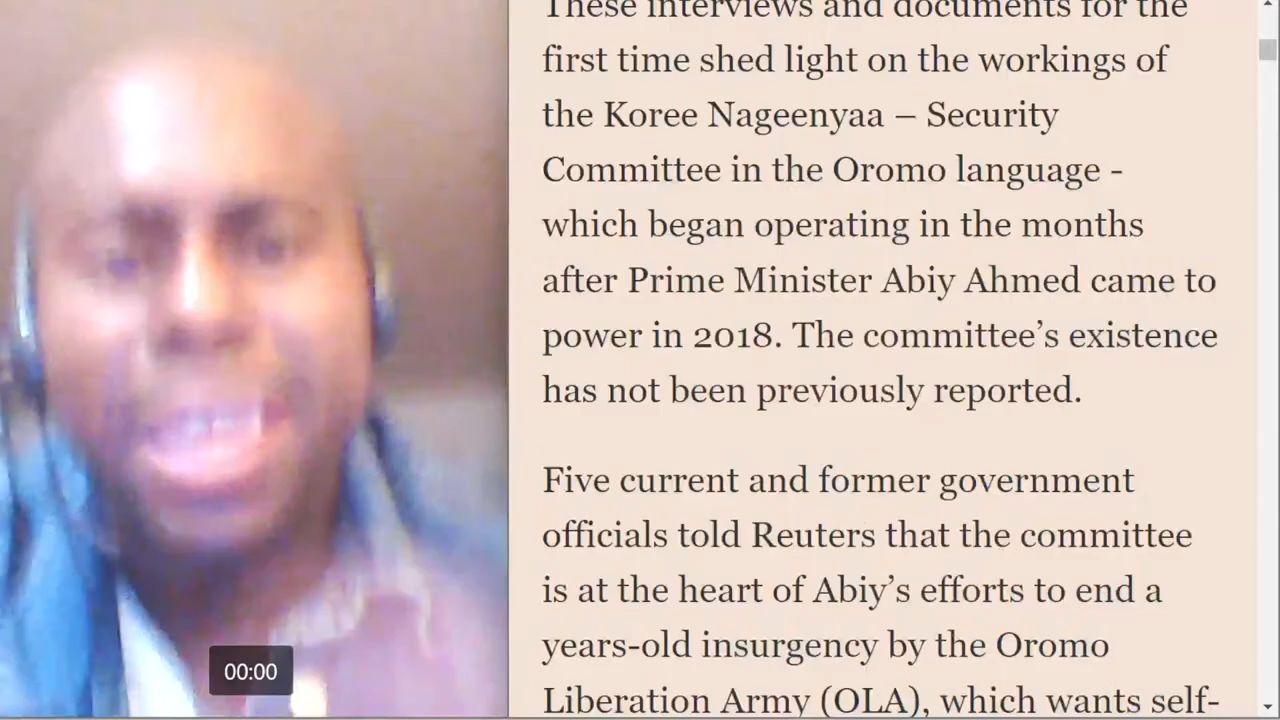 These interviews and documents for the
first time shed light on the workings of
the Koree Nageenyaa – Security
Committee in the Oromo language -
which began operating in the months
after Prime Minister Abiy Ahmed came to
power in 2018. The committee’s existence
has not been previously reported.
Five current and former government
officials told Reuters that the committee
is at the heart of Abiy’s efforts to end a
years-old insurgency by the Oromo
Liberation Army (OLA), which wants self-
00:00